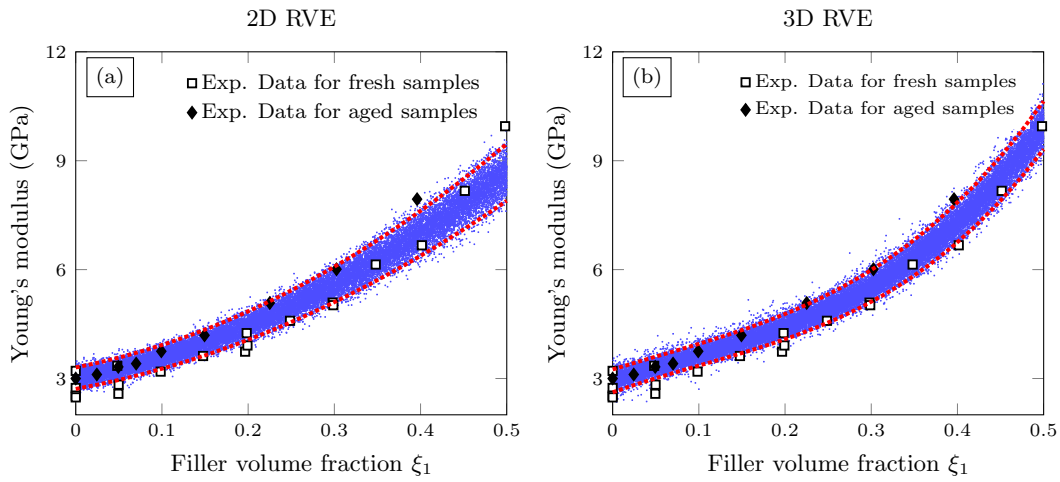 2D RVE
(a)
Exp. Data for fresh samples
Exp. Data for aged samples
12
9
6
3
0
0.1
0.2
0.3
0.4
0.5
Young's modulus (GPa)
Filler volume fraction ξ₁
3D RVE
(b)
Exp. Data for fresh samples
Exp. Data for aged samples
12
9
6
3
0
0.1
0.2
0.3
0.4
0.5
Young's modulus (GPa)
Filler volume fraction ξ₁